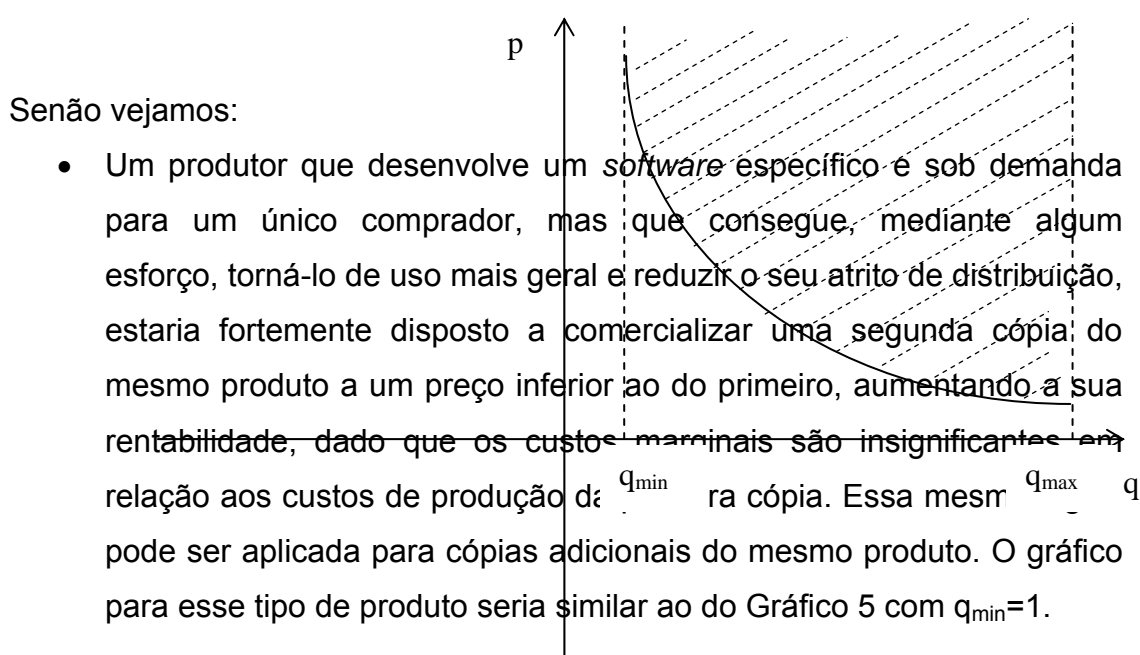 p
Senão vejamos:
• Um produtor que desenvolve um software específico e sob demanda
para um único comprador, mas que consegue, mediante algum
esforço, torná-lo de uso mais geral e reduzir o seu atrito de distribuição,
estaria fortemente disposto a comercializar uma segunda cópia do
mesmo produto a um preço inferior ao do primeiro, aumentando a sua
rentabilidade, dado que os custos marginais são insignificantes em
relação aos custos de produção cópia. Essa
qmin qmax q
pode ser aplicada para cópias adicionais do mesmo produto. O gráfico
para esse tipo de produto seria similar ao do Gráfico 5 com qmin=1.